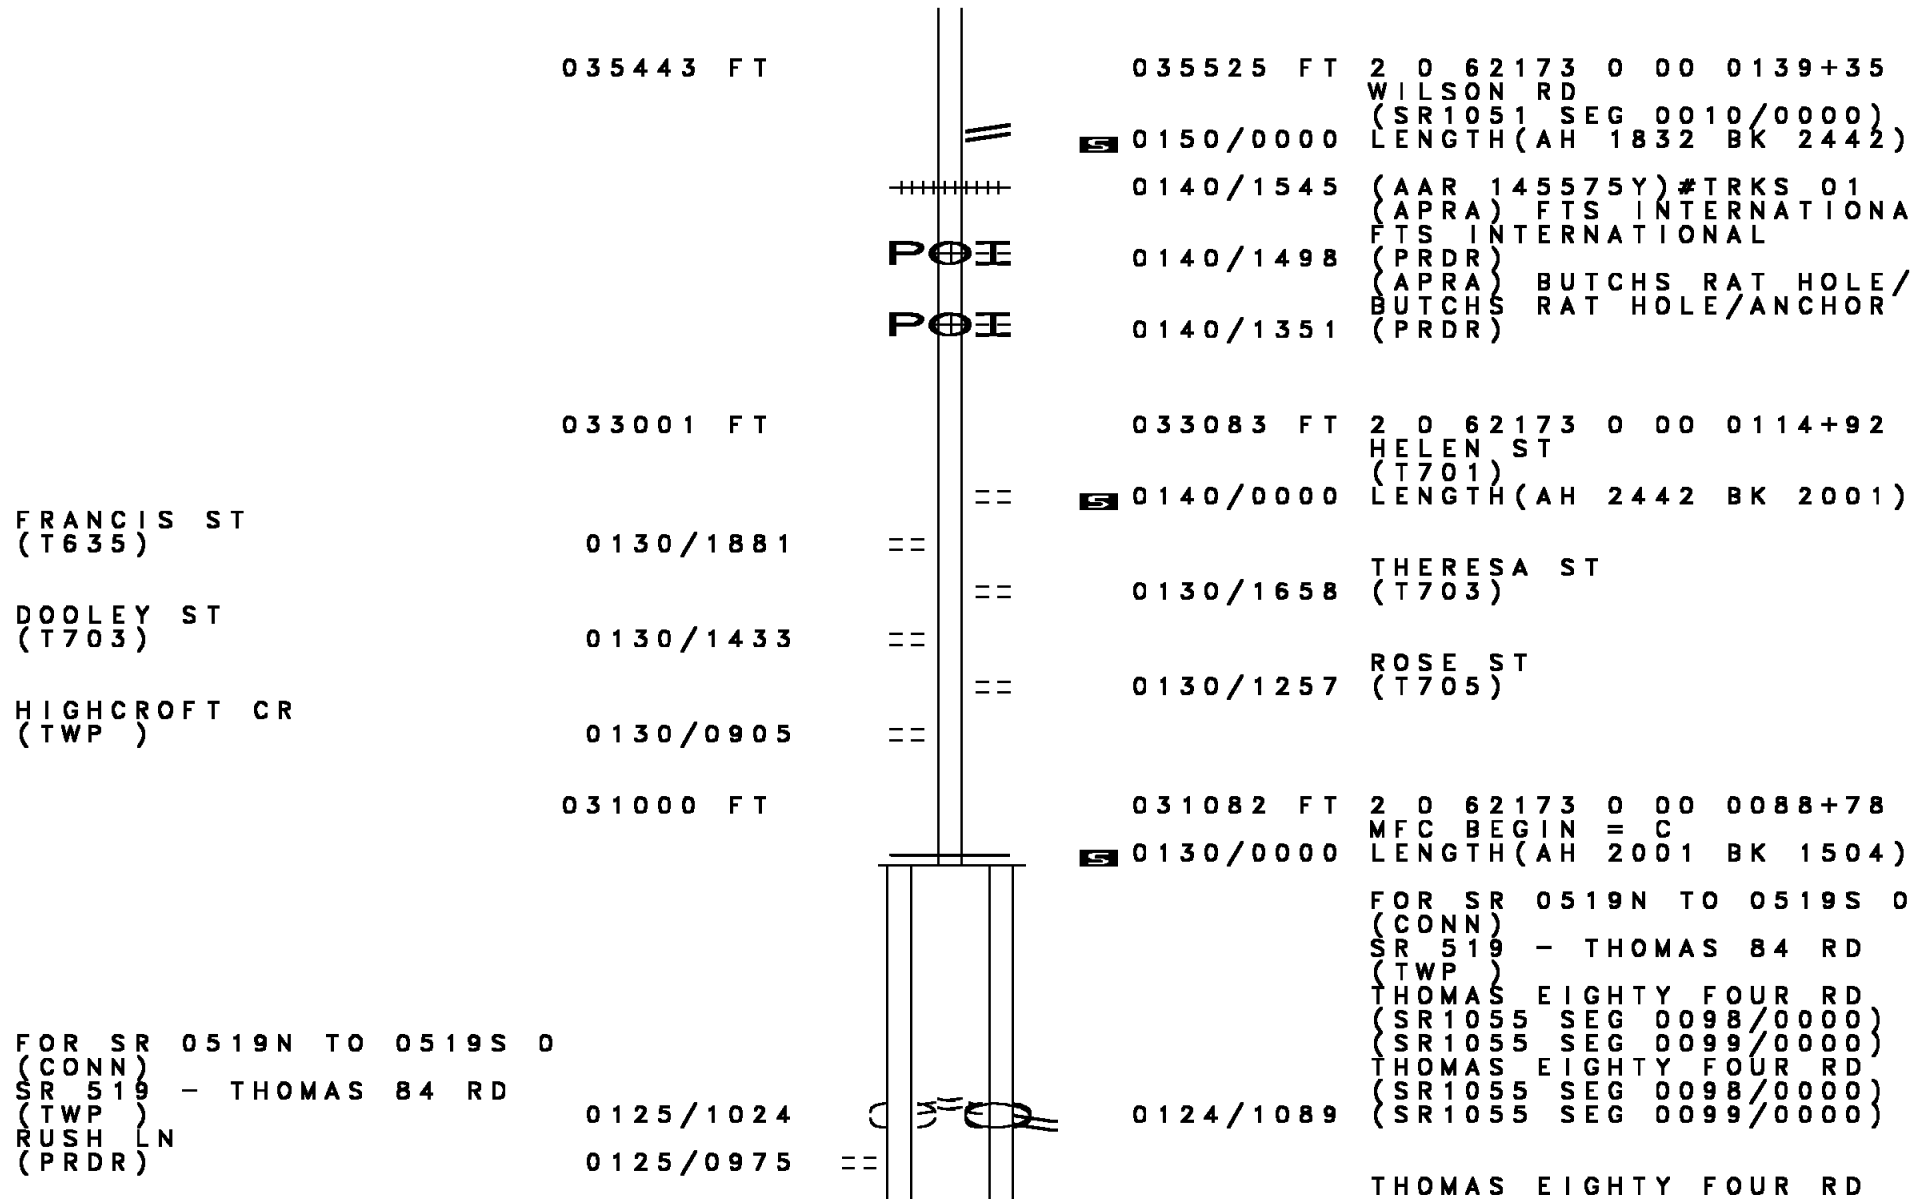 035443 FT 035525 FT 2 0 62173 0 00 0139+35
WILSON RD
(SR1051 SEG 0010/0000)
S 0150/0000 LENGTH(AH 1832 BK 2442)
0140/1545 (AAR 145575Y)#TRKS 01
(APRA) FTS INTERNATIONA
FTS INTERNATIONAL
POI 0140/1498 (PRDR)
(APRA) BUTCHS RAT HOLE/
BUTCHS RAT HOLE/ANCHOR
POI 0140/1351 (PRDR)
033001 FT 033083 FT 2 0 62173 0 00 0114+92
HELEN ST
(T701)
S 0140/0000 LENGTH(AH 2442 BK 2001)
FRANCIS ST
(T635) 0130/1881
THERESA ST
0130/1658 (T703)
DOOLEY ST
(T703) 0130/1433
ROSE ST
0130/1257 (T705)
HIGHCROFT CR
(TWP ) 0130/0905
031000 FT 031082 FT 2 0 62173 0 00 0088+78
MFC BEGIN = C
S 0130/0000 LENGTH(AH 2001 BK 1504)
FOR SR 0519N TO 0519S 0
(CONN)
SR 519 - THOMAS 84 RD
(TWP )
THOMAS EIGHTY FOUR RD
(SR1055 SEG 0098/0000)
(SR1055 SEG 0099/0000)
THOMAS EIGHTY FOUR RD
(SR1055 SEG 0098/0000)
0124/1089 (SR1055 SEG 0099/0000)
FOR SR 0519N TO 0519S 0
(CONN)
SR 519 - THOMAS 84 RD
(TWP ) 0125/1024
RUSH LN
(PRDR) 0125/0975
THOMAS EIGHTY FOUR RD